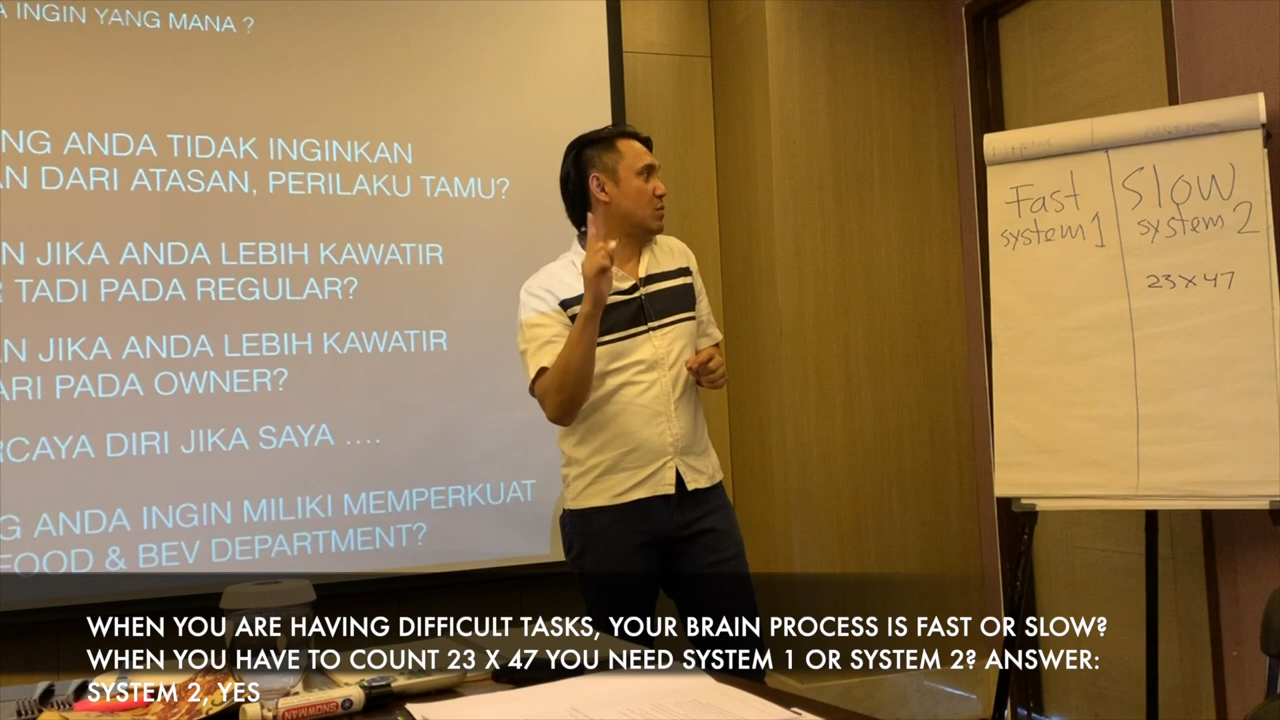 A INGIN YANG MANA ?
NG ANDA TIDAK INGINKAN
AN DARI ATASAN, PERILAKU TAMU?
N JIKA ANDA LEBIH KAWATIR
R TADI PADA REGULAR?
AN JIKA ANDA LEBIH KAWATIR
ARI PADA OWNER?
RCAYA DIRI JIKA SAYA ....
G ANDA INGIN MILIKI MEMPERKUAT
FOOD & BEV DEPARTMENT?
Fast
system 1
Slow
system 2
23 X 47
SNOWMAN
WHEN YOU ARE HAVING DIFFICULT TASKS, YOUR BRAIN PROCESS IS FAST OR SLOW?
WHEN YOU HAVE TO COUNT 23 X 47 YOU NEED SYSTEM 1 OR SYSTEM 2? ANSWER:
SYSTEM 2, YES